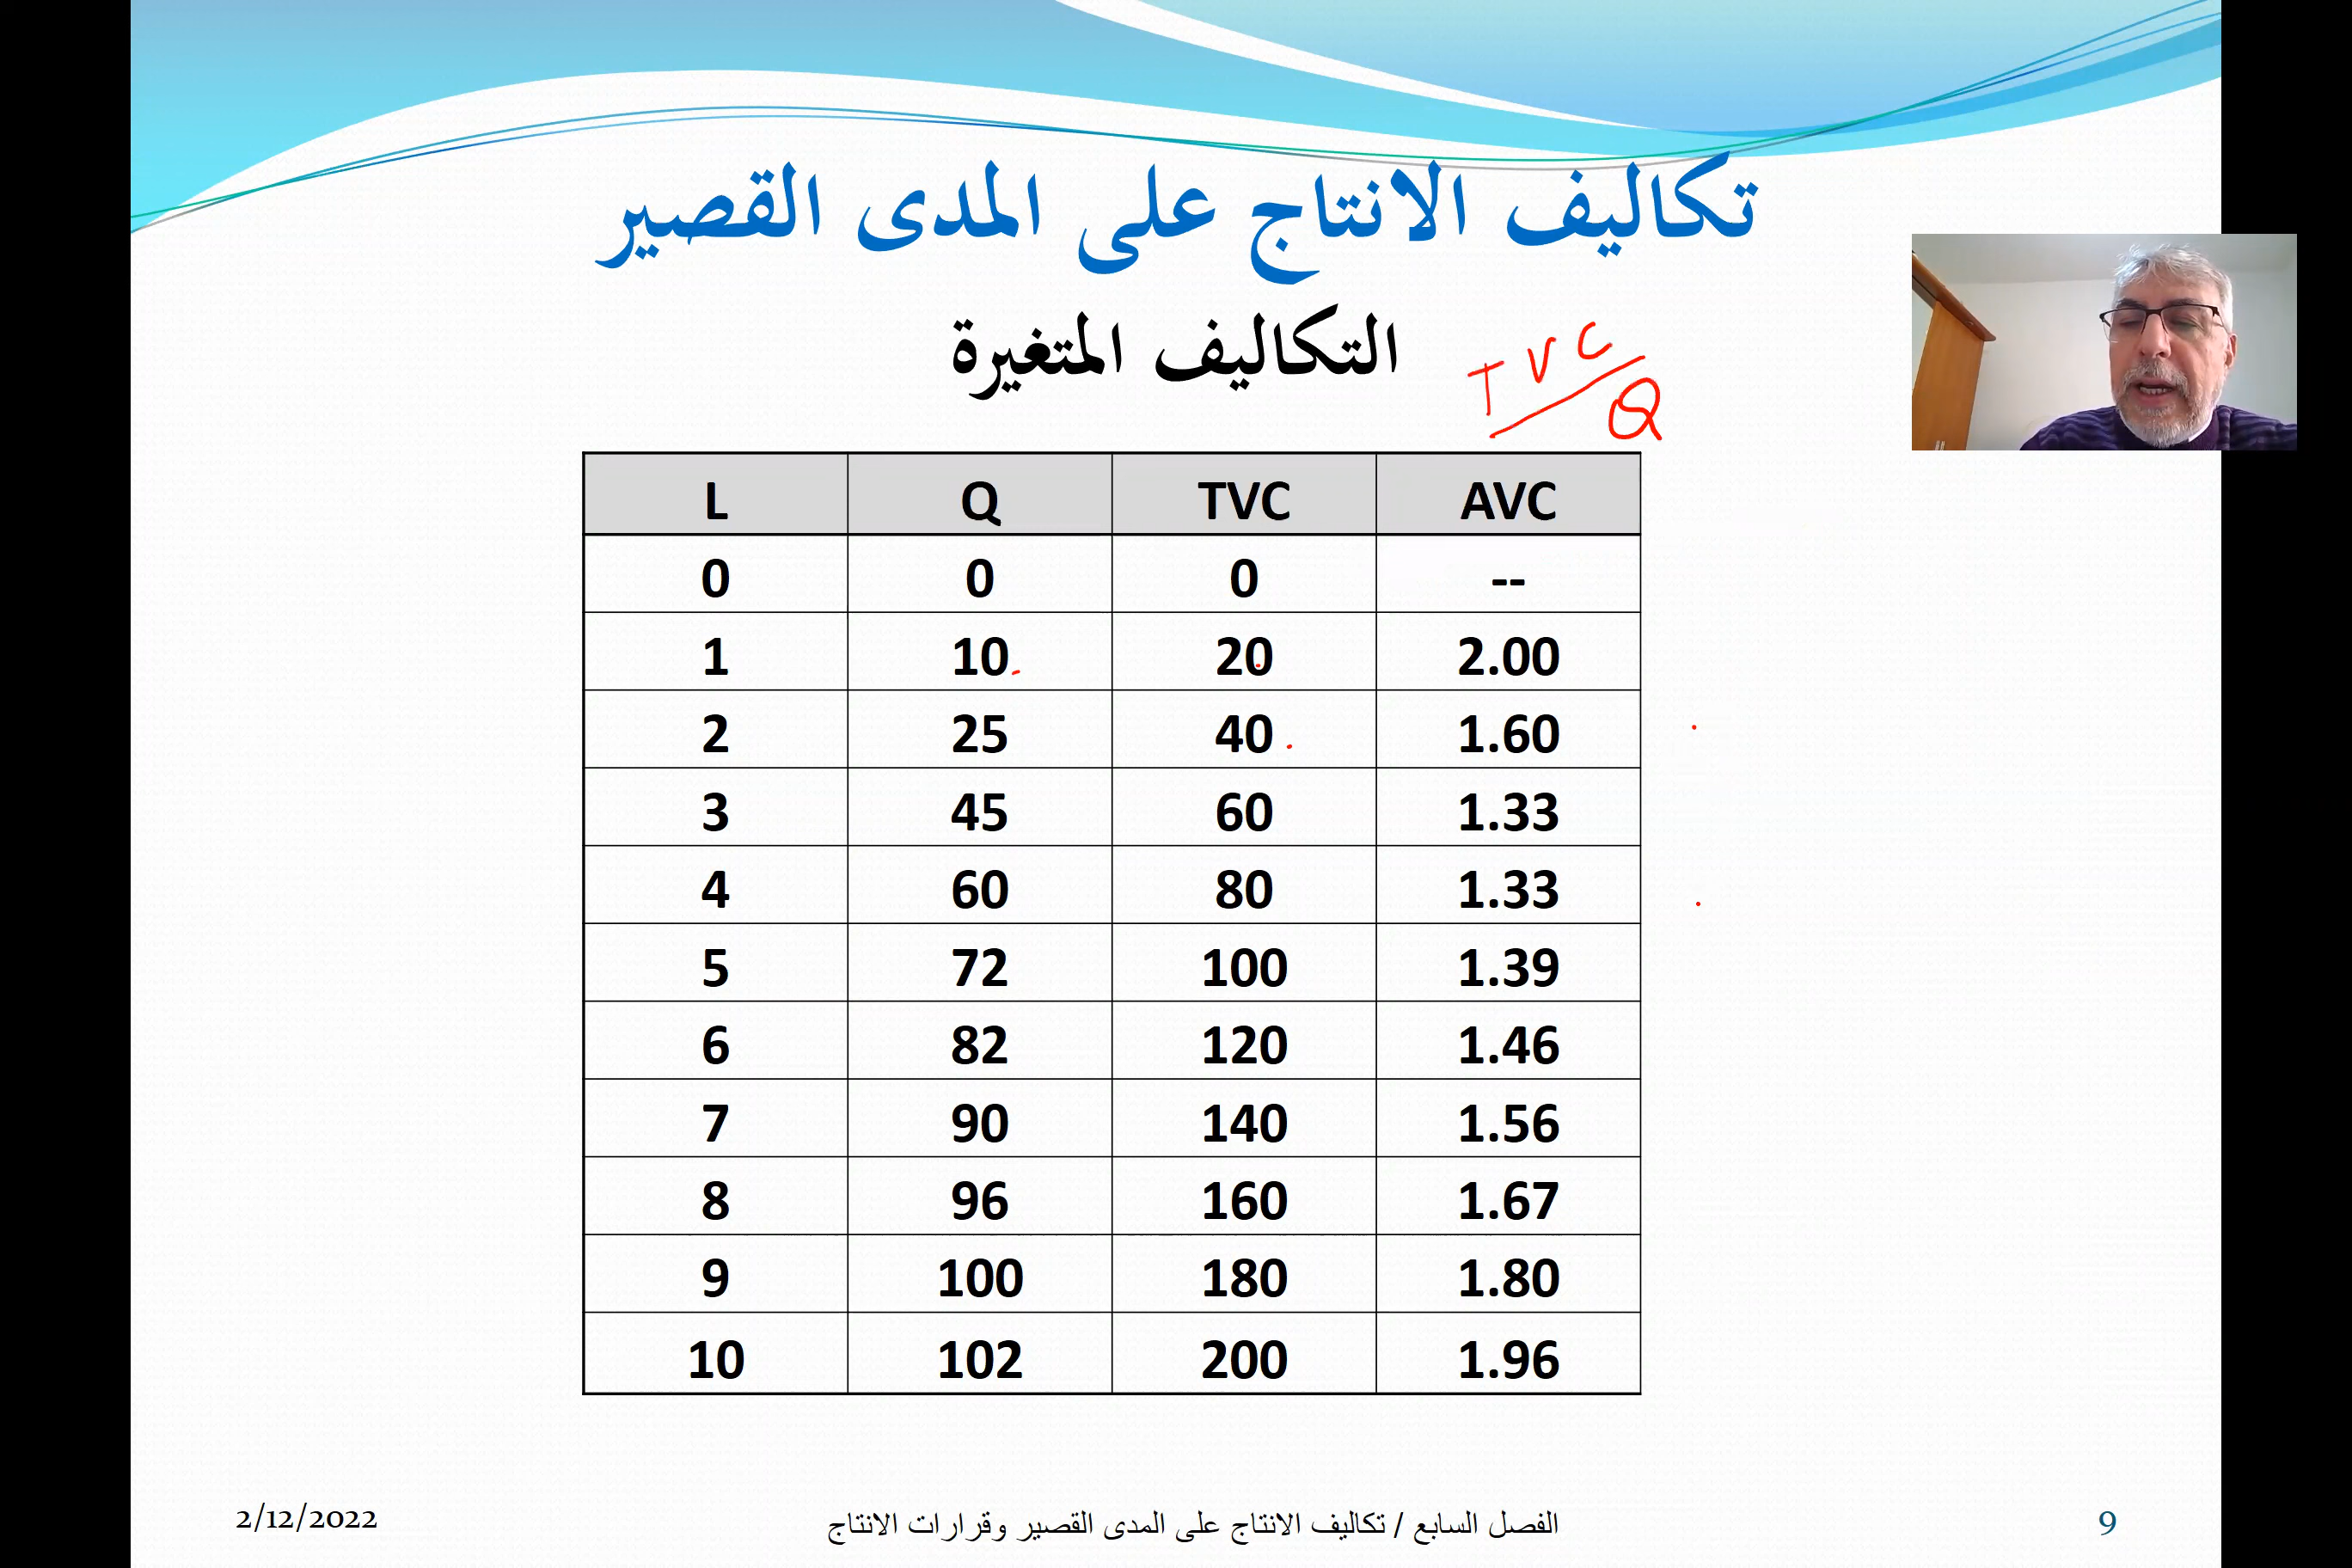 تكاليف الانتاج على المدى القصير
التكاليف المتغيرة
TVC/Q
L Q TVC AVC
0 0 0 --
1 10 20 2.00
2 25 40 1.60
3 45 60 1.33
4 60 80 1.33
5 72 100 1.39
6 82 120 1.46
7 90 140 1.56
8 96 160 1.67
9 100 180 1.80
10 102 200 1.96
2/12/2022
الفصل السابع / تكاليف الانتاج على المدى القصير وقرارات الانتاج
9